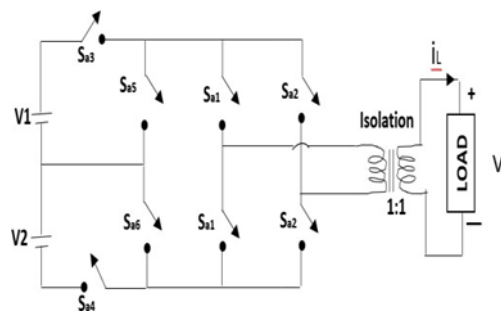 Sa3
Sa5
Sa1
Sa2
iL
+
V1
Isolation
LOAD
V
1:1
V2
Sa6
Sa1
Sa2
Sa4